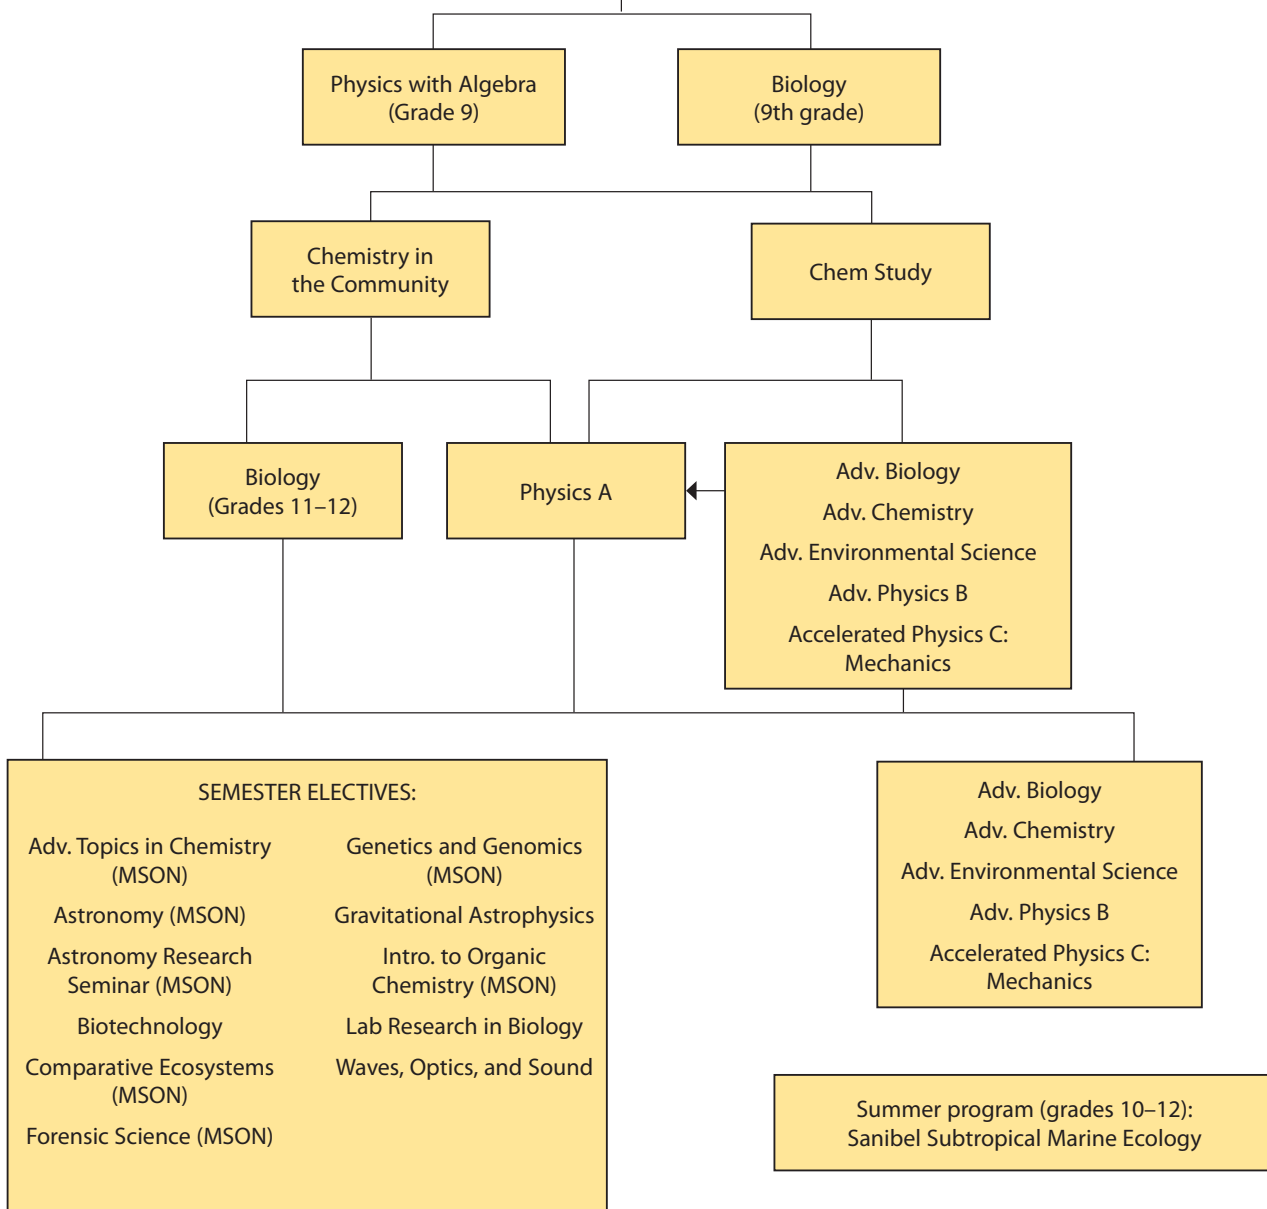 Physics with Algebra
(Grade 9)
Biology
(9th grade)
Chemistry in
the Community
Chem Study
Biology
(Grades 11–12)
Physics A
Adv. Biology
Adv. Chemistry
Adv. Environmental Science
Adv. Physics B
Accelerated Physics C:
Mechanics
SEMESTER ELECTIVES:
Adv. Topics in Chemistry
(MSON)
Astronomy (MSON)
Astronomy Research
Seminar (MSON)
Biotechnology
Comparative Ecosystems
(MSON)
Forensic Science (MSON)
Genetics and Genomics
(MSON)
Gravitational Astrophysics
Intro. to Organic
Chemistry (MSON)
Lab Research in Biology
Waves, Optics, and Sound
Adv. Biology
Adv. Chemistry
Adv. Environmental Science
Adv. Physics B
Accelerated Physics C:
Mechanics
Summer program (grades 10–12):
Sanibel Subtropical Marine Ecology